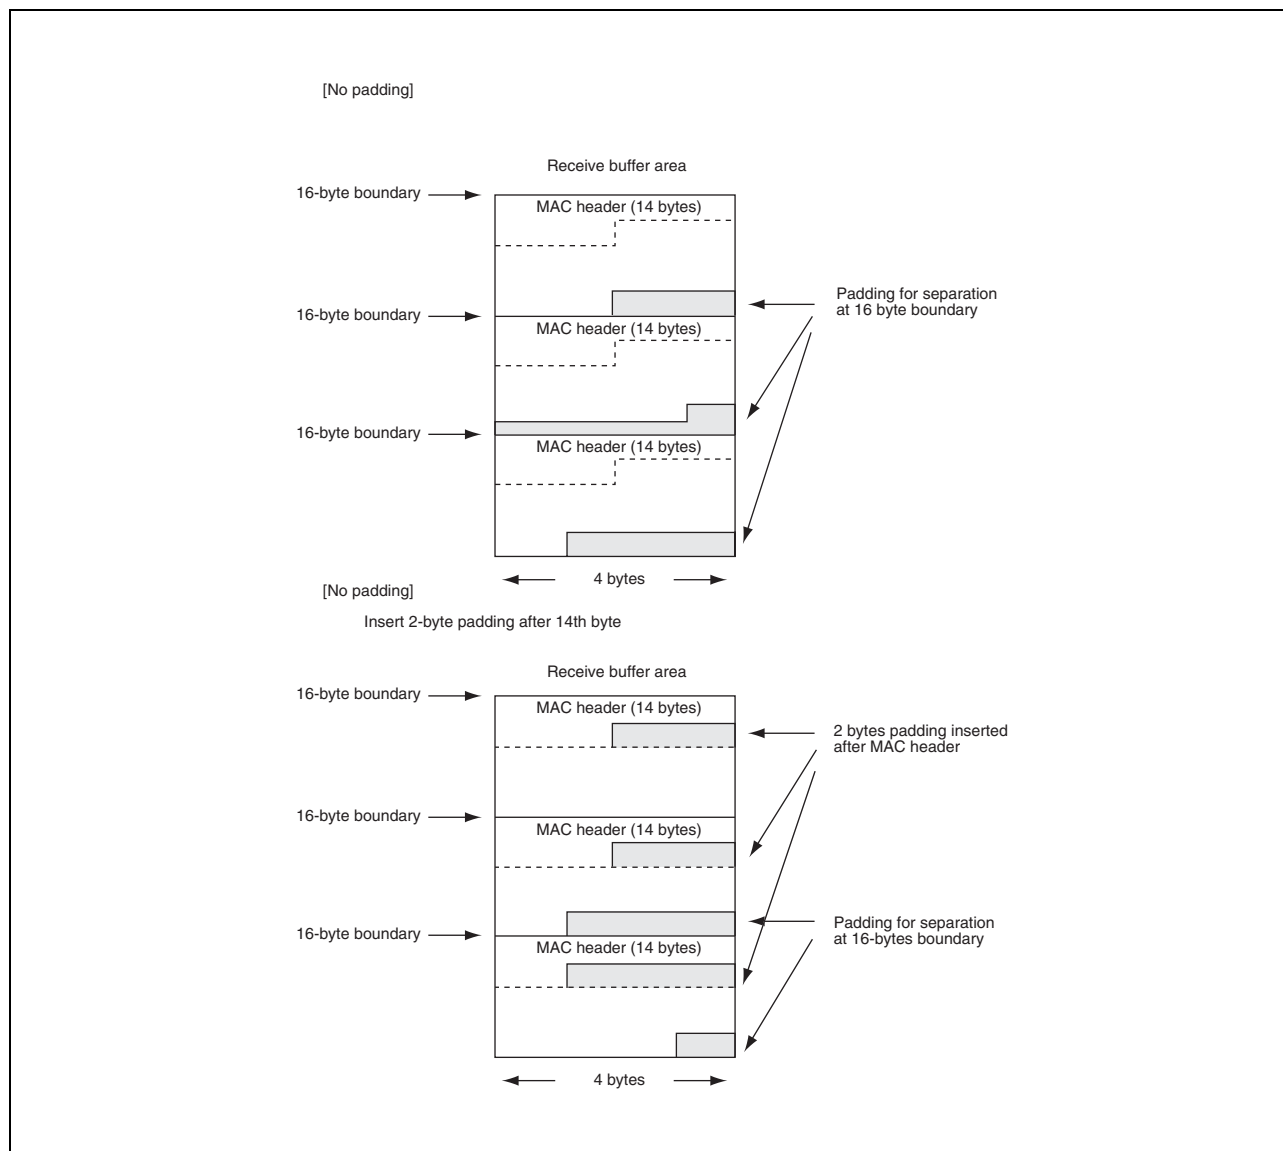 [No padding]
Receive buffer area
16-byte boundary
MAC header (14 bytes)
Padding for separation
at 16 byte boundary
16-byte boundary
MAC header (14 bytes)
16-byte boundary
MAC header (14 bytes)
4 bytes
[No padding]
Insert 2-byte padding after 14th byte
Receive buffer area
16-byte boundary
MAC header (14 bytes)
2 bytes padding inserted
after MAC header
16-byte boundary
MAC header (14 bytes)
Padding for separation
at 16-bytes boundary
16-byte boundary
MAC header (14 bytes)
4 bytes